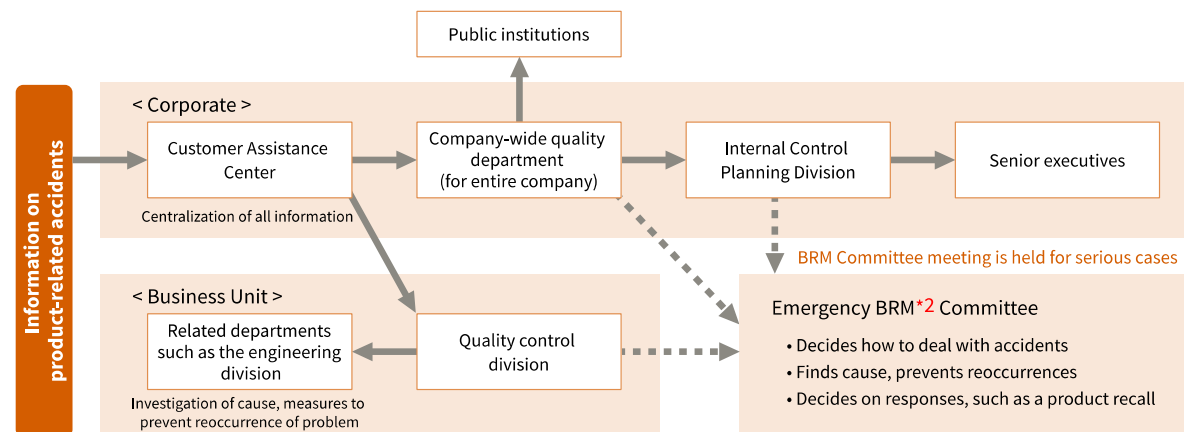 Information on
product-related accidents
Public institutions
< Corporate >
Customer Assistance
Center
Centralization of all information
Company-wide quality
department
(for entire company)
Internal Control
Planning Division
Senior executives
BRM Committee meeting is held for serious cases
< Business Unit >
Related departments
such as the engineering
division
Investigation of cause, measures to
prevent reoccurrence of problem
Quality control
division
Emergency BRM*2 Committee
• Decides how to deal with accidents
• Finds cause, prevents reoccurrences
• Decides on responses, such as a product recall